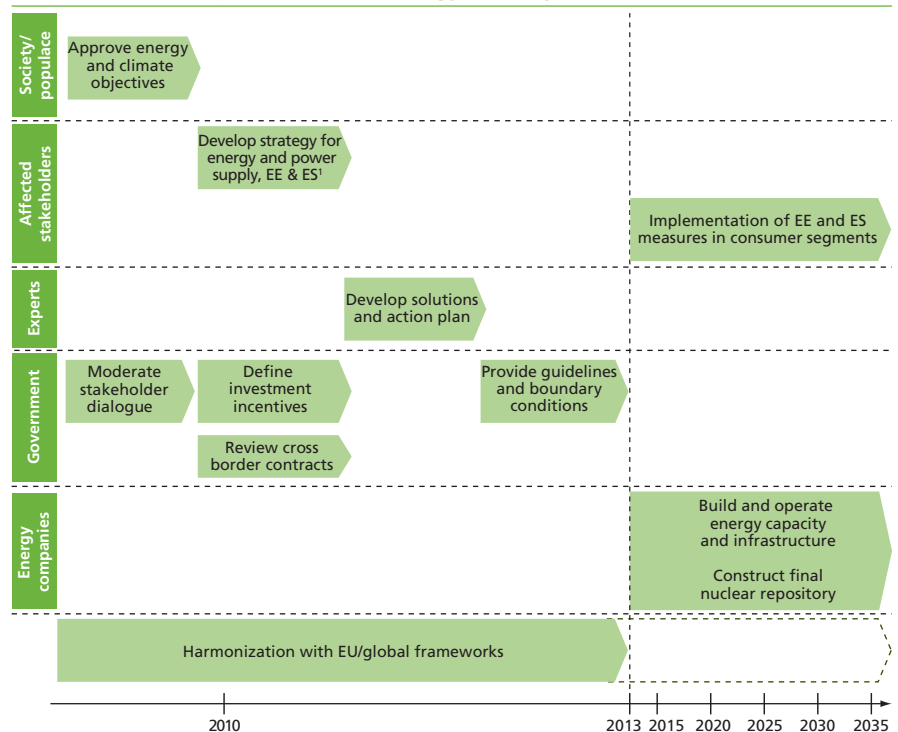 Society/
populace
Approve energy
and climate
objectives
Affected
stakeholders
Develop strategy for
energy and power
supply, EE & ES¹
Implementation of EE and ES
measures in consumer segments
Experts
Develop solutions
and action plan
Government
Moderate
stakeholder
dialogue
Define
investment
incentives
Provide guidelines
and boundary
conditions
Review cross
border contracts
Energy
companies
Build and operate
energy capacity
and infrastructure
Construct final
nuclear repository
Harmonization with EU/global frameworks
2010 2013 2015 2020 2025 2030 2035